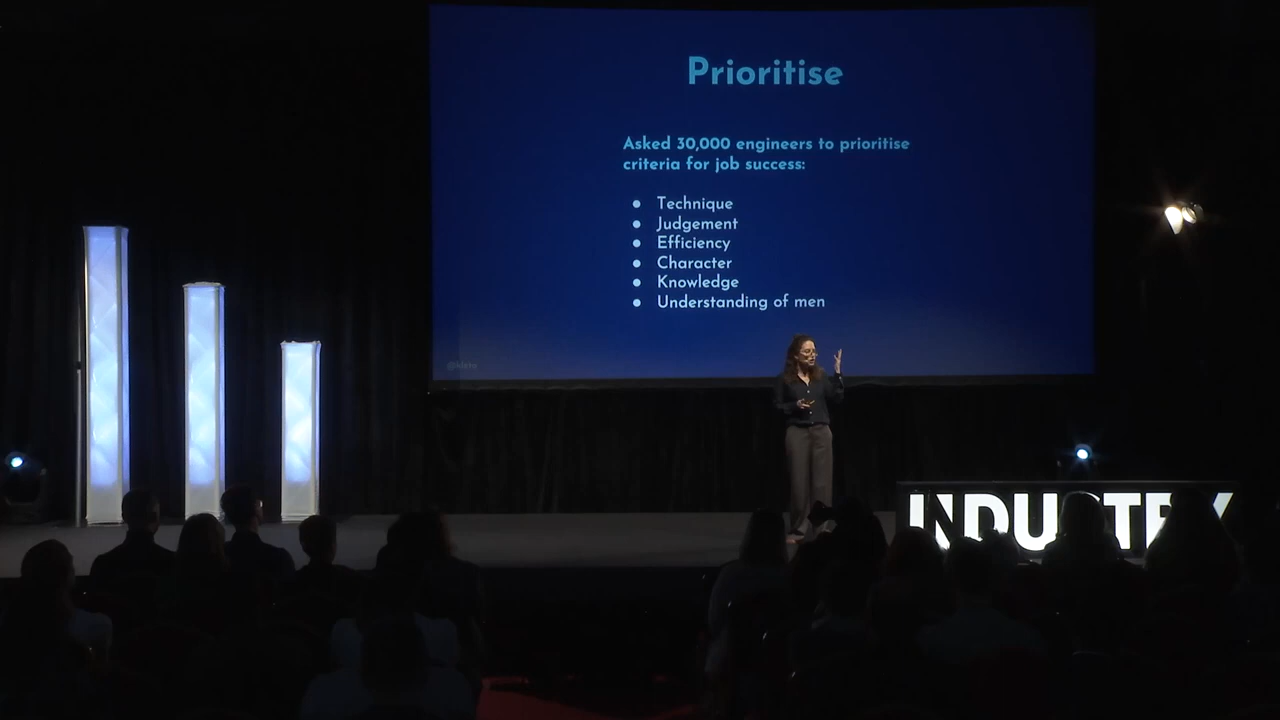 Prioritise
Asked 30,000 engineers to prioritise
criteria for job success:
● Technique
● Judgement
● Efficiency
● Character
● Knowledge
● Understanding of men
INDUSTRY